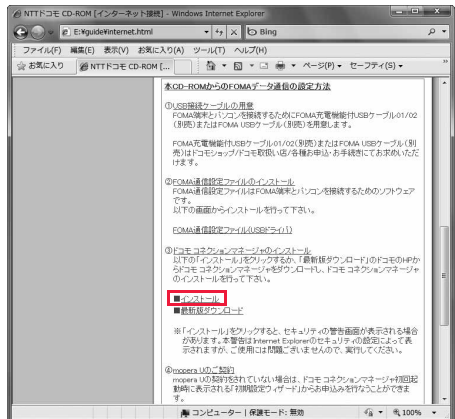 NTTドコモ CD-ROM [インターネット接続] - Windows Internet Explorer
E:¥guide¥internet.html
Bing
ファイル(F) 編集(E) 表示(V) お気に入り(A) ツール(T) ヘルプ(H)
お気に入り NTTドコモ CD-ROM [... ページ(P) セーフティ(S)
本CD-ROMからのFOMAデータ通信の設定方法
①USB接続ケーブルの用意
FOMA端末とパソコンを接続するためにFOMA充電機能付USBケーブル01/02
(別売)またはFOMA USBケーブル(別売)を用意します。
FOMA充電機能付USBケーブル01/02(別売)またはFOMA USBケーブル(別
売)はドコモショップ/ドコモ取扱い店/各種お申込・お手続きにてお求めいただ
けます。
②FOMA通信設定ファイルのインストール
FOMA通信設定ファイルはFOMA端末とパソコンを接続するためのソフトウェア
です。
以下の画面からインストールを行って下さい。
FOMA通信設定ファイル(USBドライバ)
③ドコモ コネクションマネージャのインストール
以下の「インストール」をクリックするか、「最新版ダウンロード」のドコモのHPか
らドコモ コネクションマネージャをダウンロードし、ドコモ コネクションマネージャ
のインストールを行って下さい。
■インストール
■最新版ダウンロード
※「インストール」をクリックすると、セキュリティの警告画面が表示される場合
があります。本警告はInternet Explorerのセキュリティの設定によって表
示されますが、ご使用には問題ございませんので、実行してください。
④mopera Uのご契約
mopera Uの契約をされていない場合は、ドコモ コネクションマネージャ初回起
動時に表示される「初期設定ウィザード」からお申込みを行なうことができま
す。
コンピューター | 保護モード: 無効 100%